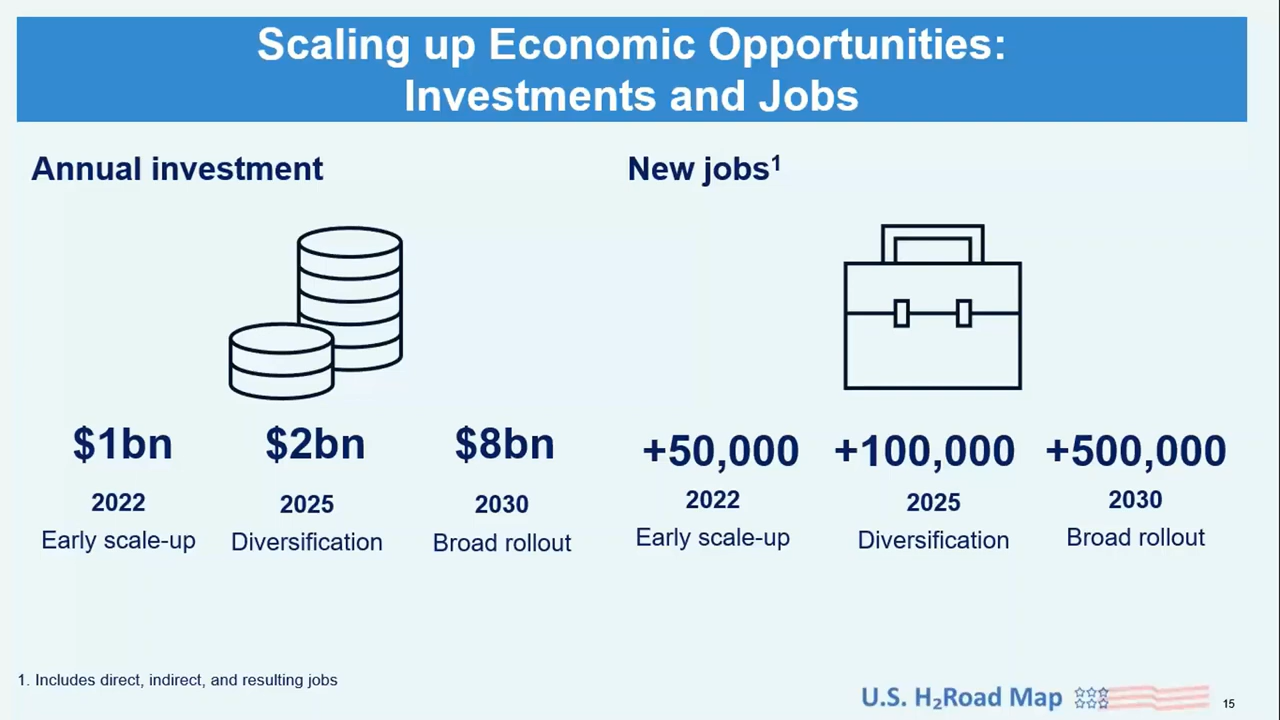 Scaling up Economic Opportunities:
Investments and Jobs
Annual investment
$1bn $2bn $8bn
2022 2025 2030
Early scale-up Diversification Broad rollout
New jobs¹
+50,000 +100,000 +500,000
2022 2025 2030
Early scale-up Diversification Broad rollout
1. Includes direct, indirect, and resulting jobs
U.S. H₂Road Map
15